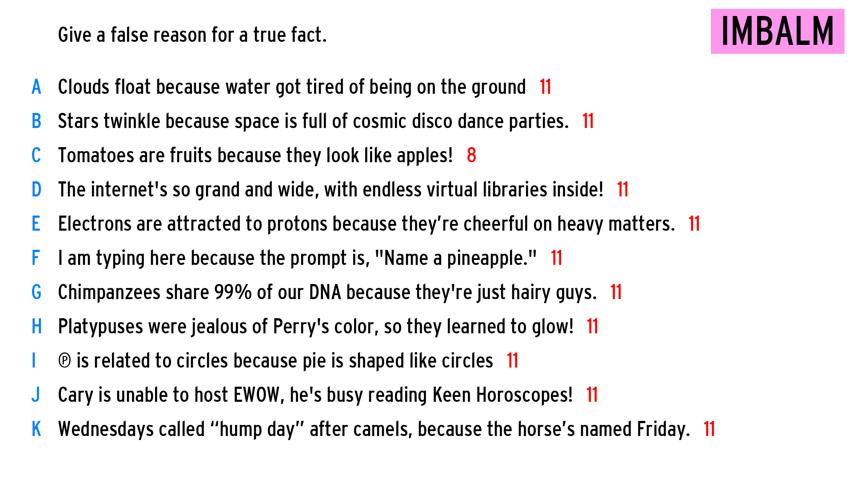 Give a false reason for a true fact.
IMBALM
A Clouds float because water got tired of being on the ground 11
B Stars twinkle because space is full of cosmic disco dance parties. 11
C Tomatoes are fruits because they look like apples! 8
D The internet's so grand and wide, with endless virtual libraries inside! 11
E Electrons are attracted to protons because they’re cheerful on heavy matters. 11
F I am typing here because the prompt is, "Name a pineapple." 11
G Chimpanzees share 99% of our DNA because they're just hairy guys. 11
H Platypuses were jealous of Perry's color, so they learned to glow! 11
I ℗ is related to circles because pie is shaped like circles 11
J Cary is unable to host EWOW, he's busy reading Keen Horoscopes! 11
K Wednesdays called “hump day” after camels, because the horse’s named Friday. 11